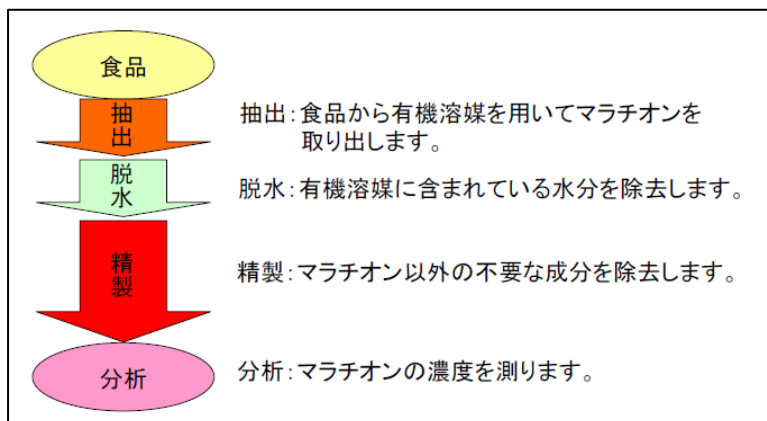 食品
抽出
抽出:食品から有機溶媒を用いてマラチオンを
取り出します。
脱水
脱水:有機溶媒に含まれている水分を除去します。
精製
精製:マラチオン以外の不要な成分を除去します。
分析
分析:マラチオンの濃度を測ります。